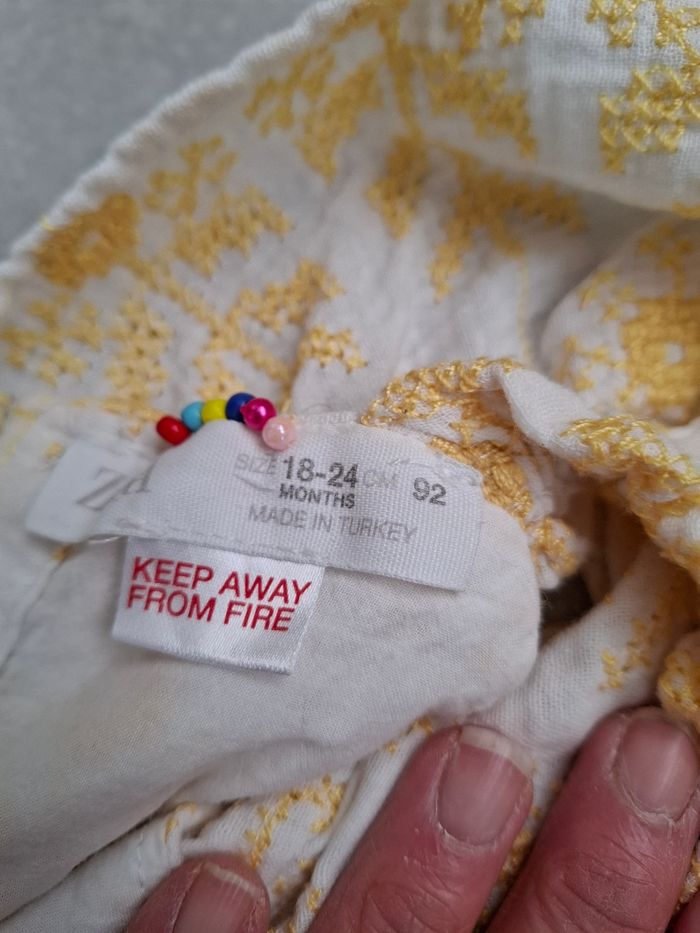 SIZE 18-24 CM 92
MONTHS
MADE IN TURKEY
KEEP AWAY
FROM FIRE